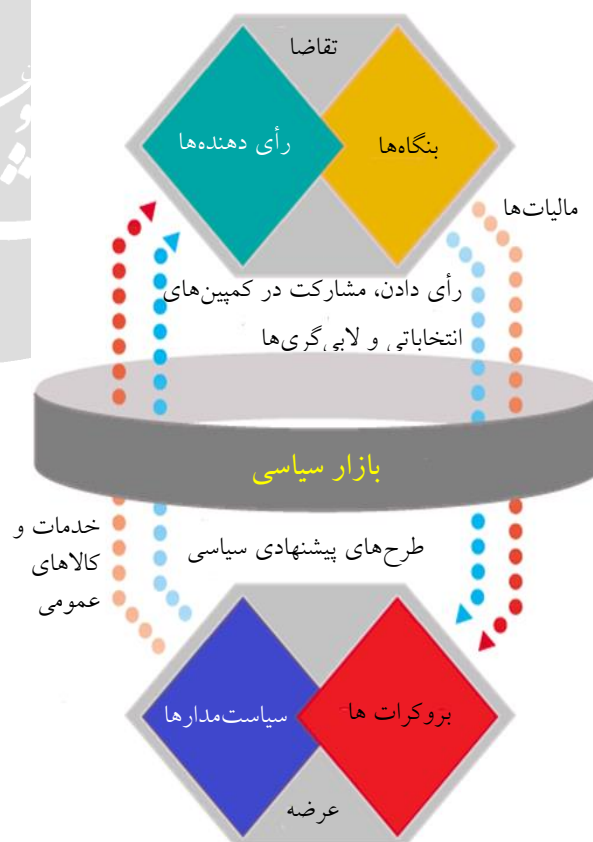 تقاضا
رأی دهنده‌ها
بنگاه‌ها
مالیات‌ها
رأی دادن، مشارکت در کمپین‌های
انتخاباتی و لابی‌گری‌ها
بازار سیاسی
طرح‌های پیشنهادی سیاسی
خدمات و
کالاهای
عمومی
سیاست‌مدارها
بروکرات ها
عرضه